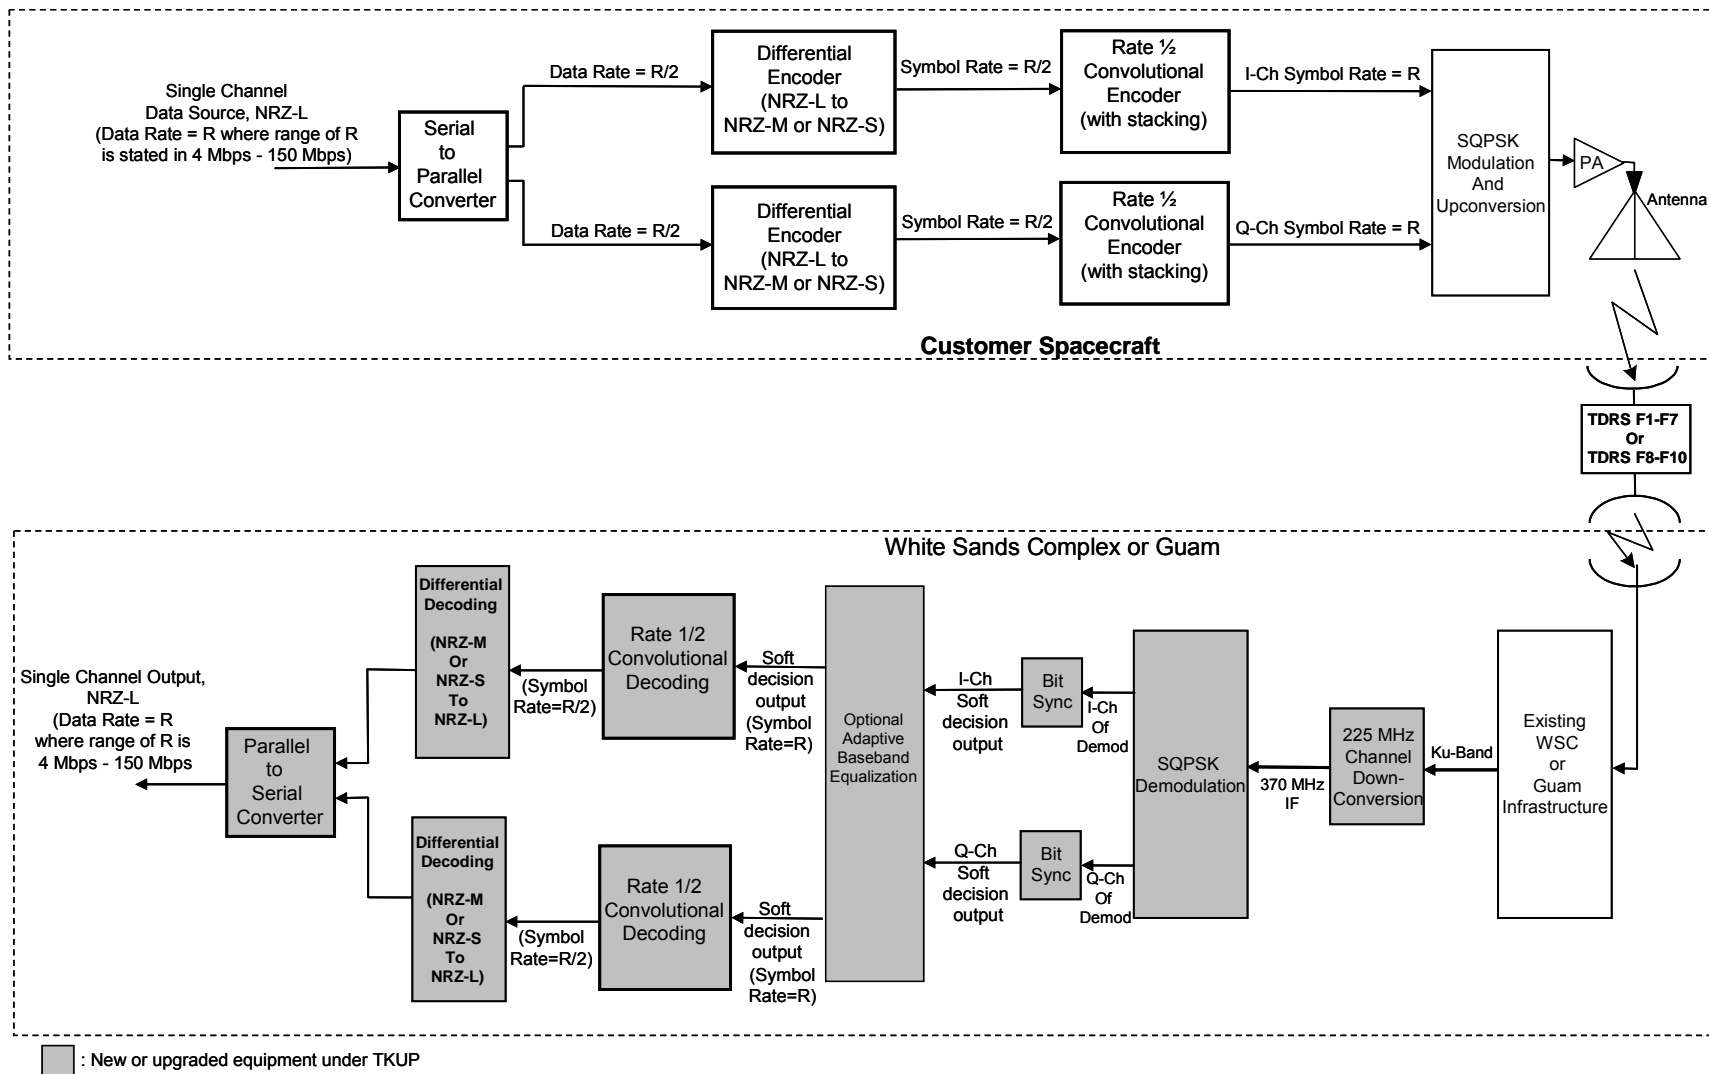 Single Channel
Data Source, NRZ-L
(Data Rate = R where range of R
is stated in 4 Mbps - 150 Mbps)
Serial
to
Parallel
Converter
Data Rate = R/2
Differential
Encoder
(NRZ-L to
NRZ-M or NRZ-S)
Symbol Rate = R/2
Rate ½
Convolutional
Encoder
(with stacking)
I-Ch Symbol Rate = R
Data Rate = R/2
Differential
Encoder
(NRZ-L to
NRZ-M or NRZ-S)
Symbol Rate = R/2
Rate ½
Convolutional
Encoder
(with stacking)
Q-Ch Symbol Rate = R
SQPSK
Modulation
And
Upconversion
PA
Antenna
Customer Spacecraft
TDRS F1-F7
Or
TDRS F8-F10
White Sands Complex or Guam
Single Channel Output,
NRZ-L
(Data Rate = R
where range of R is
4 Mbps - 150 Mbps
Parallel
to
Serial
Converter
Differential
Decoding
(NRZ-M
Or
NRZ-S
To
NRZ-L)
(Symbol
Rate=R/2)
Rate 1/2
Convolutional
Decoding
Soft
decision
output
(Symbol
Rate=R)
Differential
Decoding
(NRZ-M
Or
NRZ-S
To
NRZ-L)
(Symbol
Rate=R/2)
Rate 1/2
Convolutional
Decoding
Soft
decision
output
(Symbol
Rate=R)
Optional
Adaptive
Baseband
Equalization
I-Ch
Soft
decision
output
Bit
Sync
I-Ch
Of
Demod
Q-Ch
Soft
decision
output
Bit
Sync
Q-Ch
Of
Demod
SQPSK
Demodulation
370 MHz
IF
225 MHz
Channel
Down-
Conversion
Ku-Band
Existing
WSC
or
Guam
Infrastructure
: New or upgraded equipment under TKUP